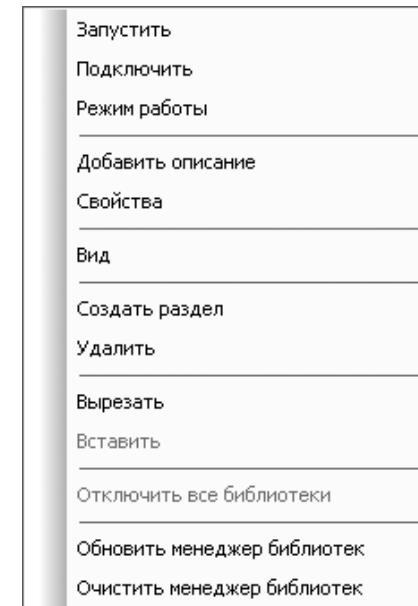 Запустить
Подключить
Режим работы
Добавить описание
Свойства
Вид
Создать раздел
Удалить
Вырезать
Вставить
Отключить все библиотеки
Обновить менеджер библиотек
Очистить менеджер библиотек